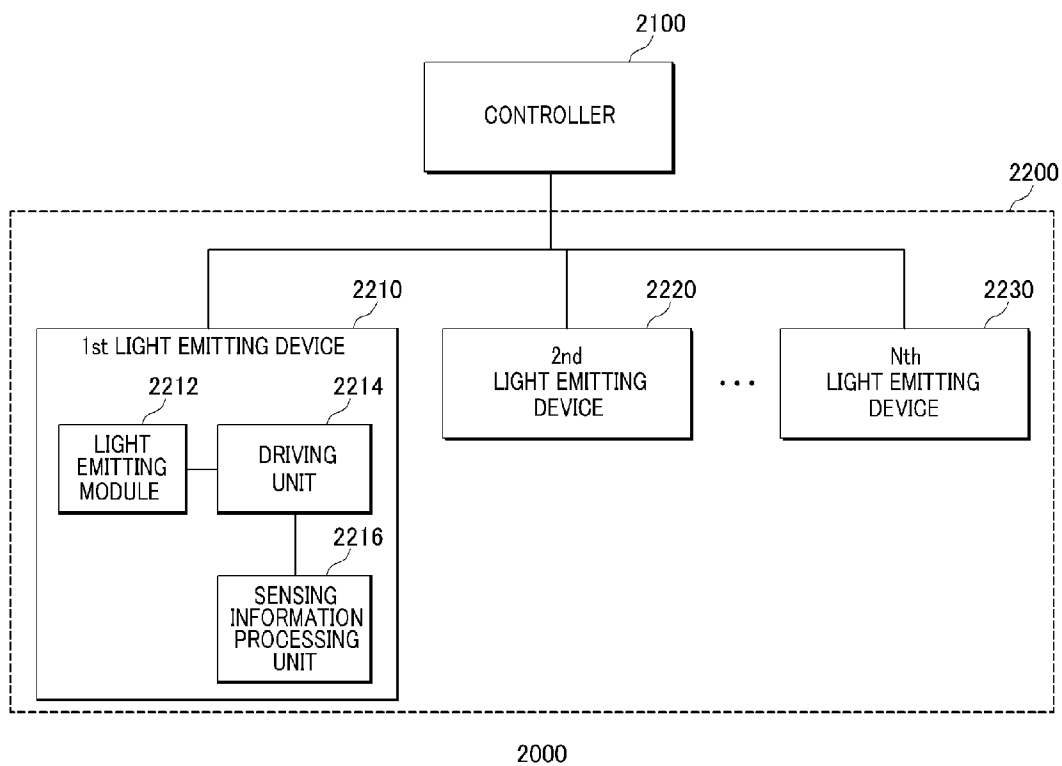 2100
CONTROLLER
2200
2210
1st LIGHT EMITTING DEVICE
2212
LIGHT
EMITTING
MODULE
2214
DRIVING
UNIT
2216
SENSING
INFORMATION
PROCESSING
UNIT
2220
2nd
LIGHT EMITTING
DEVICE
...
2230
Nth
LIGHT EMITTING
DEVICE
2000